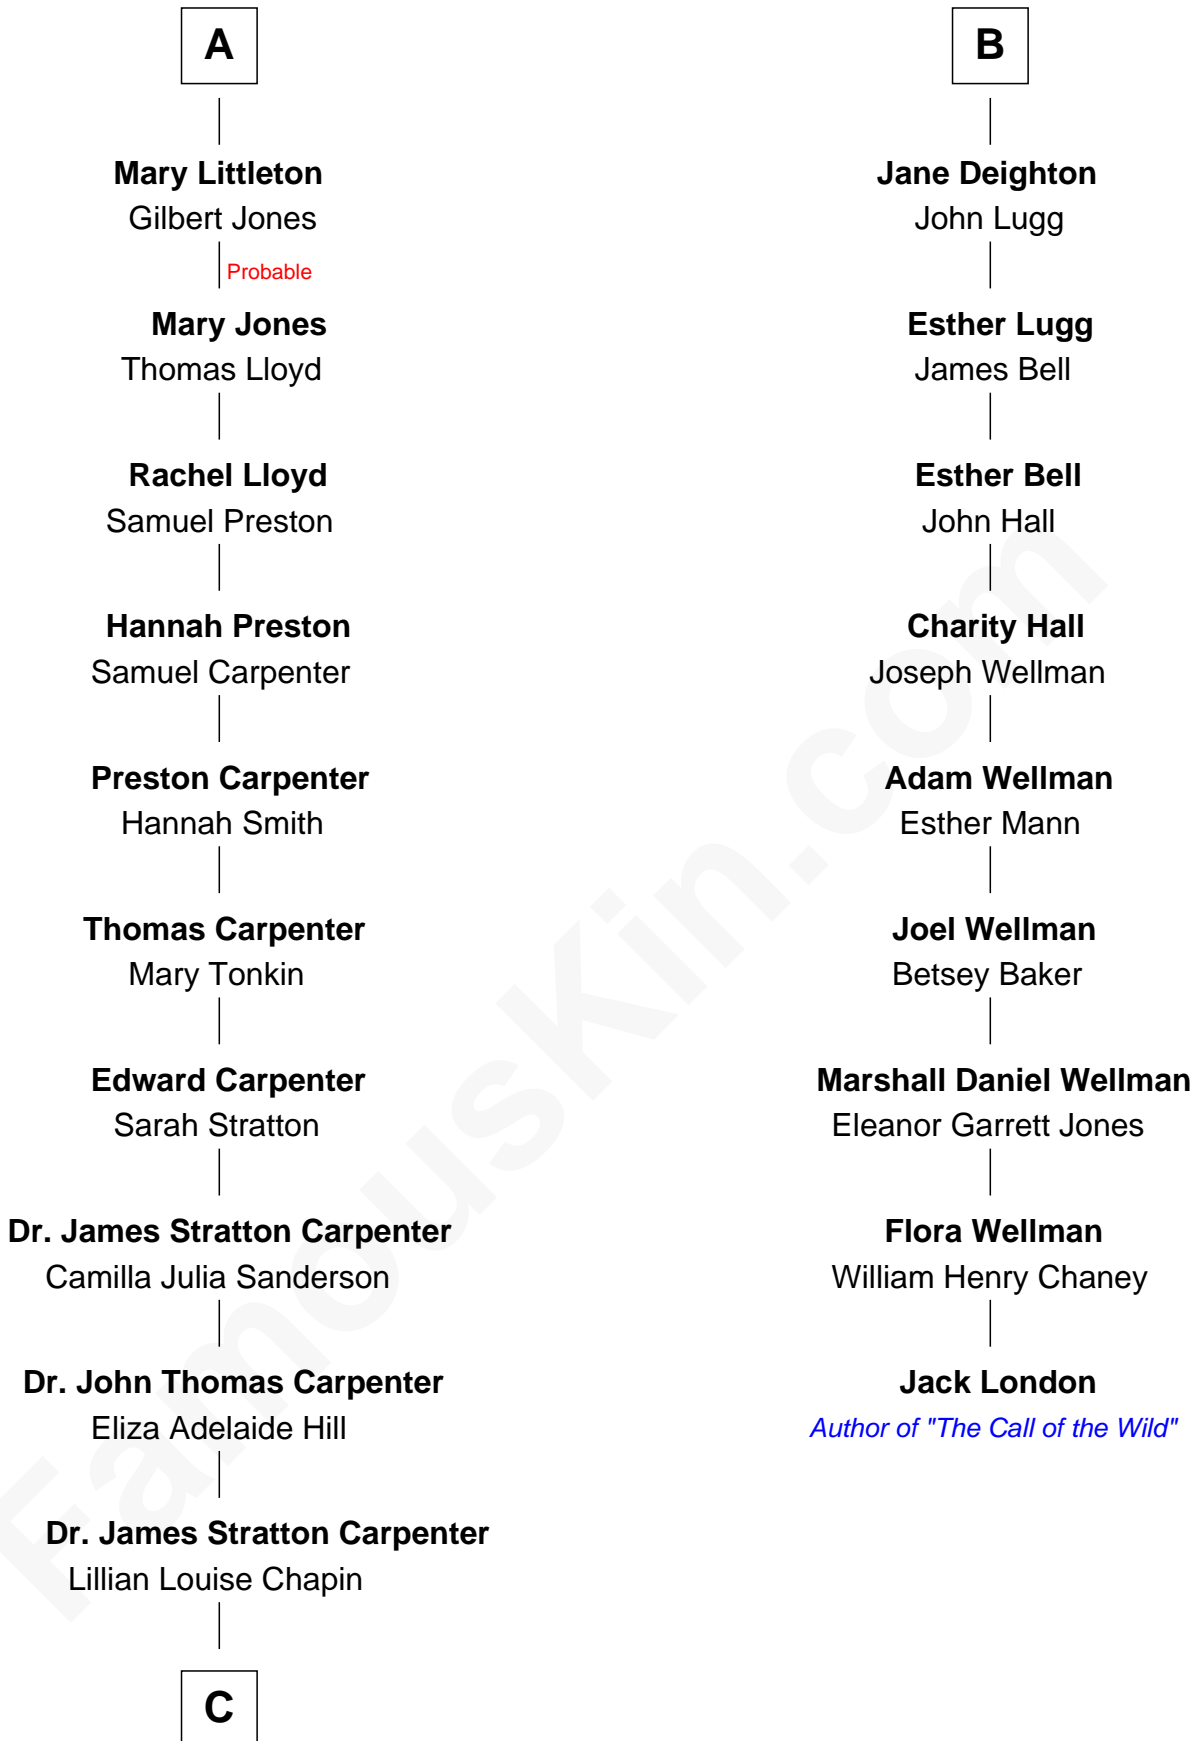 A
Mary Littleton
Gilbert Jones
Probable
Mary Jones
Thomas Lloyd
Rachel Lloyd
Samuel Preston
Hannah Preston
Samuel Carpenter
Preston Carpenter
Hannah Smith
Thomas Carpenter
Mary Tonkin
Edward Carpenter
Sarah Stratton
Dr. James Stratton Carpenter
Camilla Julia Sanderson
Dr. John Thomas Carpenter
Eliza Adelaide Hill
Dr. James Stratton Carpenter
Lillian Louise Chapin
C
B
Jane Deighton
John Lugg
Esther Lugg
James Bell
Esther Bell
John Hall
Charity Hall
Joseph Wellman
Adam Wellman
Esther Mann
Joel Wellman
Betsey Baker
Marshall Daniel Wellman
Eleanor Garrett Jones
Flora Wellman
William Henry Chaney
Jack London
Author of "The Call of the Wild"
FamousKin.com